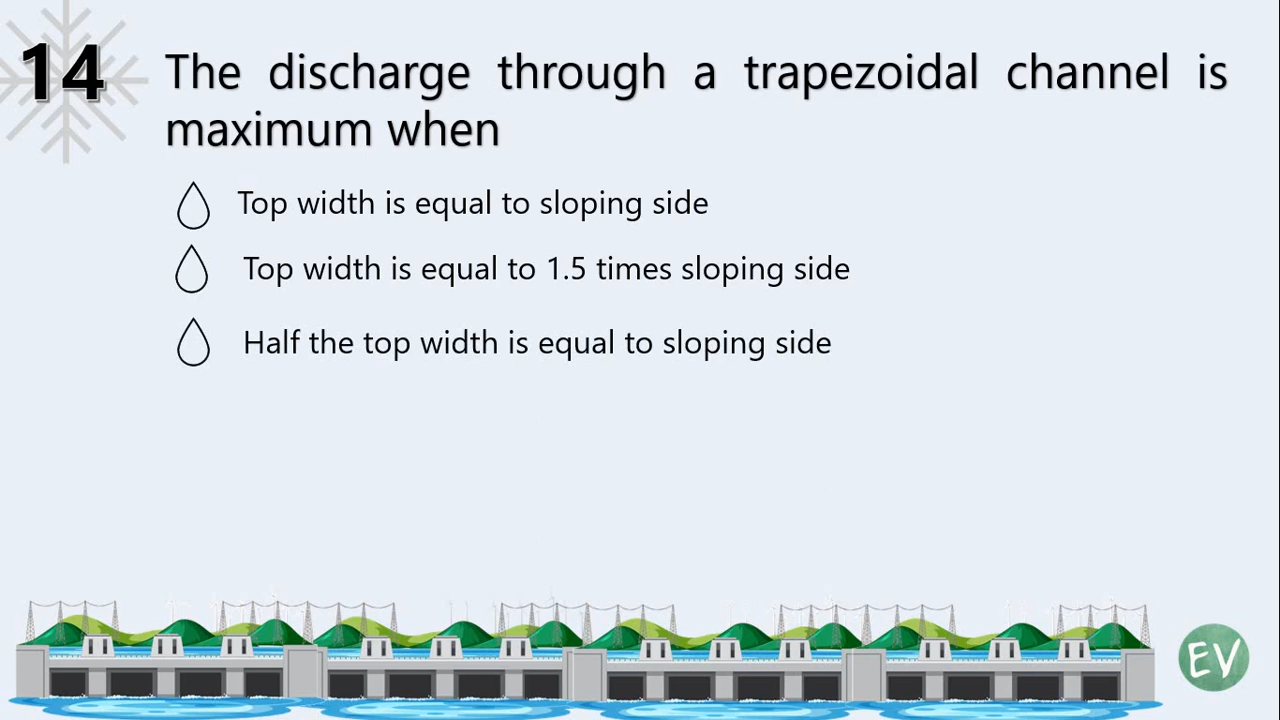 14
The discharge through a trapezoidal channel is
maximum when
Top width is equal to sloping side
Top width is equal to 1.5 times sloping side
Half the top width is equal to sloping side
EV